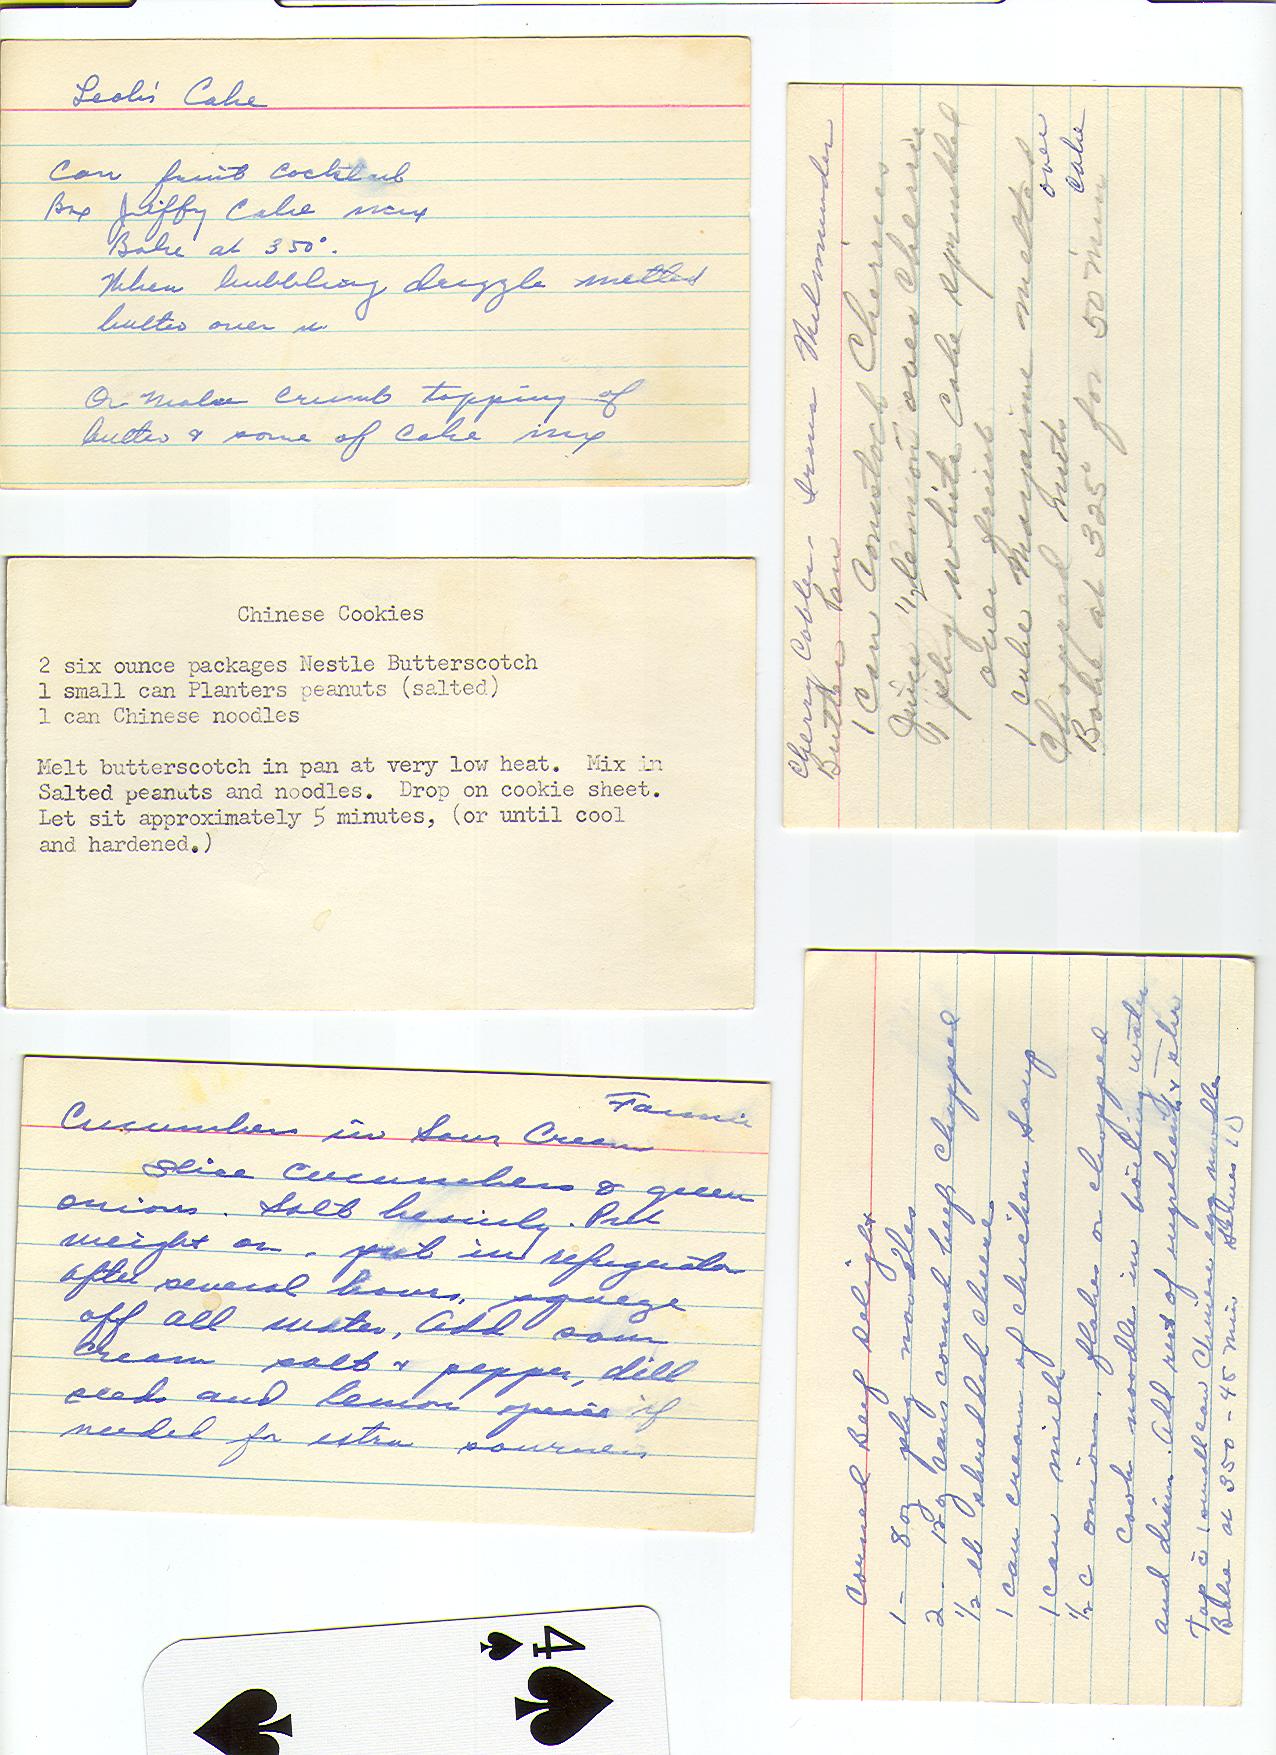 Leoli's Cake
Can fruit cocktail
Box Jiffy Cake mix
Bake at 350°.
When bubbling drizzle melted
butter over it
Or Make crumb topping of
butter & some of cake mix
Chinese Cookies
2 six ounce packages Nestle Butterscotch
1 small can Planters peanuts (salted)
1 can Chinese noodles
Melt butterscotch in pan at very low heat. Mix in
Salted peanuts and noodles. Drop on cookie sheet.
Let sit approximately 5 minutes, (or until cool
and hardened.)
Fannie
Cucumbers in Sour Cream
Slice cucumbers & green
onions. Salt heavily. Put
weight on, put in refrigerator
after several hours, squeeze
off all water, Add sour
cream salt & pepper, dill
seeds and lemon juice if
needed for extra sourness
4
Cherry Cobbler - Irma
Butter Pan
1 Can Comstock Cherries
Juice 1/2 lemon over cherries
1 pkg white Cake sprinkled
over fruit
1 cube Margarine melted over
Chopped Nuts cake
Bake at 325° for 50 min
Corned Beef Delight
1 - 8 oz pkg noodles
2 - 12 oz cans corned beef chopped
1/2 lb shredded cheese
1 can cream of chicken soup
1 can milk
1/2 c onions, flakes or chopped
Cook noodles in boiling water
and drain. Add rest of ingredients & stir
Top c̄ 1 small can Chinese egg noodles
Bake at 350 - 45 min Serves 10